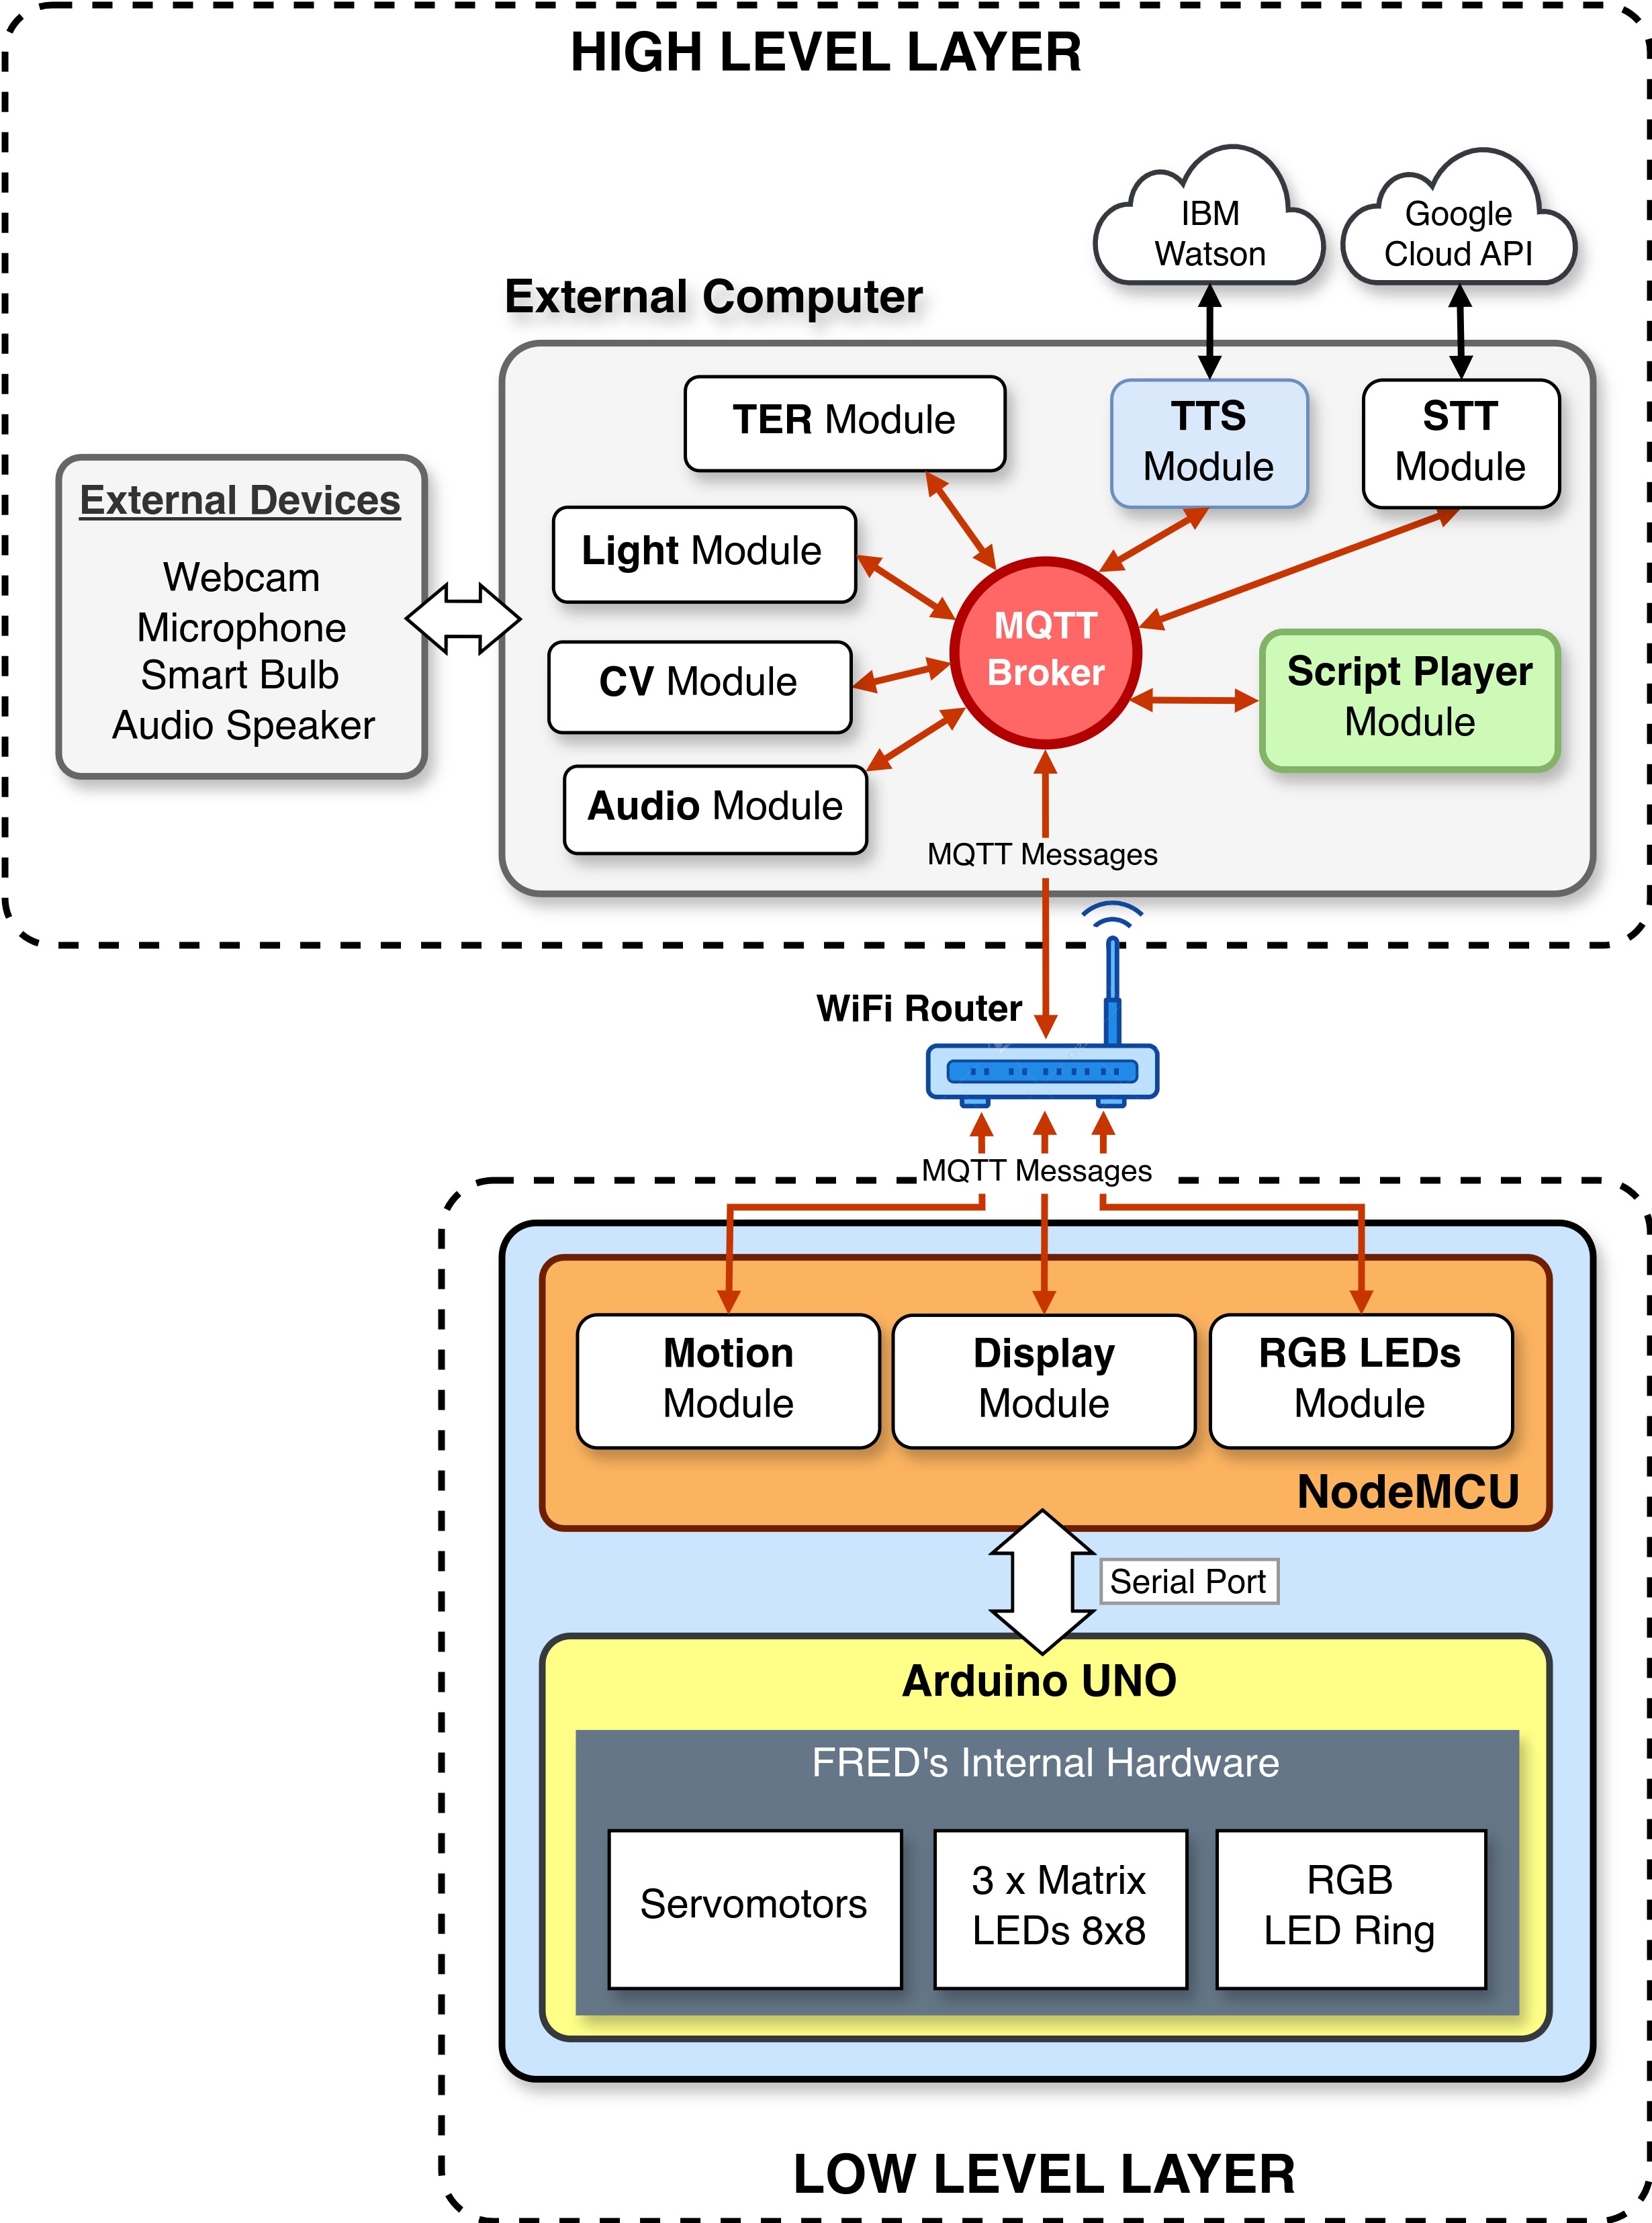 HIGH LEVEL LAYER
IBM
Watson
Google
Cloud API
External Computer
TER Module
TTS
Module
STT
Module
External Devices
Webcam
Microphone
Smart Bulb
Audio Speaker
Light Module
CV Module
Audio Module
MQTT
Broker
Script Player
Module
MQTT Messages
WiFi Router
MQTT Messages
Motion
Module
Display
Module
RGB LEDs
Module
NodeMCU
Serial Port
Arduino UNO
FRED's Internal Hardware
Servomotors
3 x Matrix
LEDs 8x8
RGB
LED Ring
LOW LEVEL LAYER